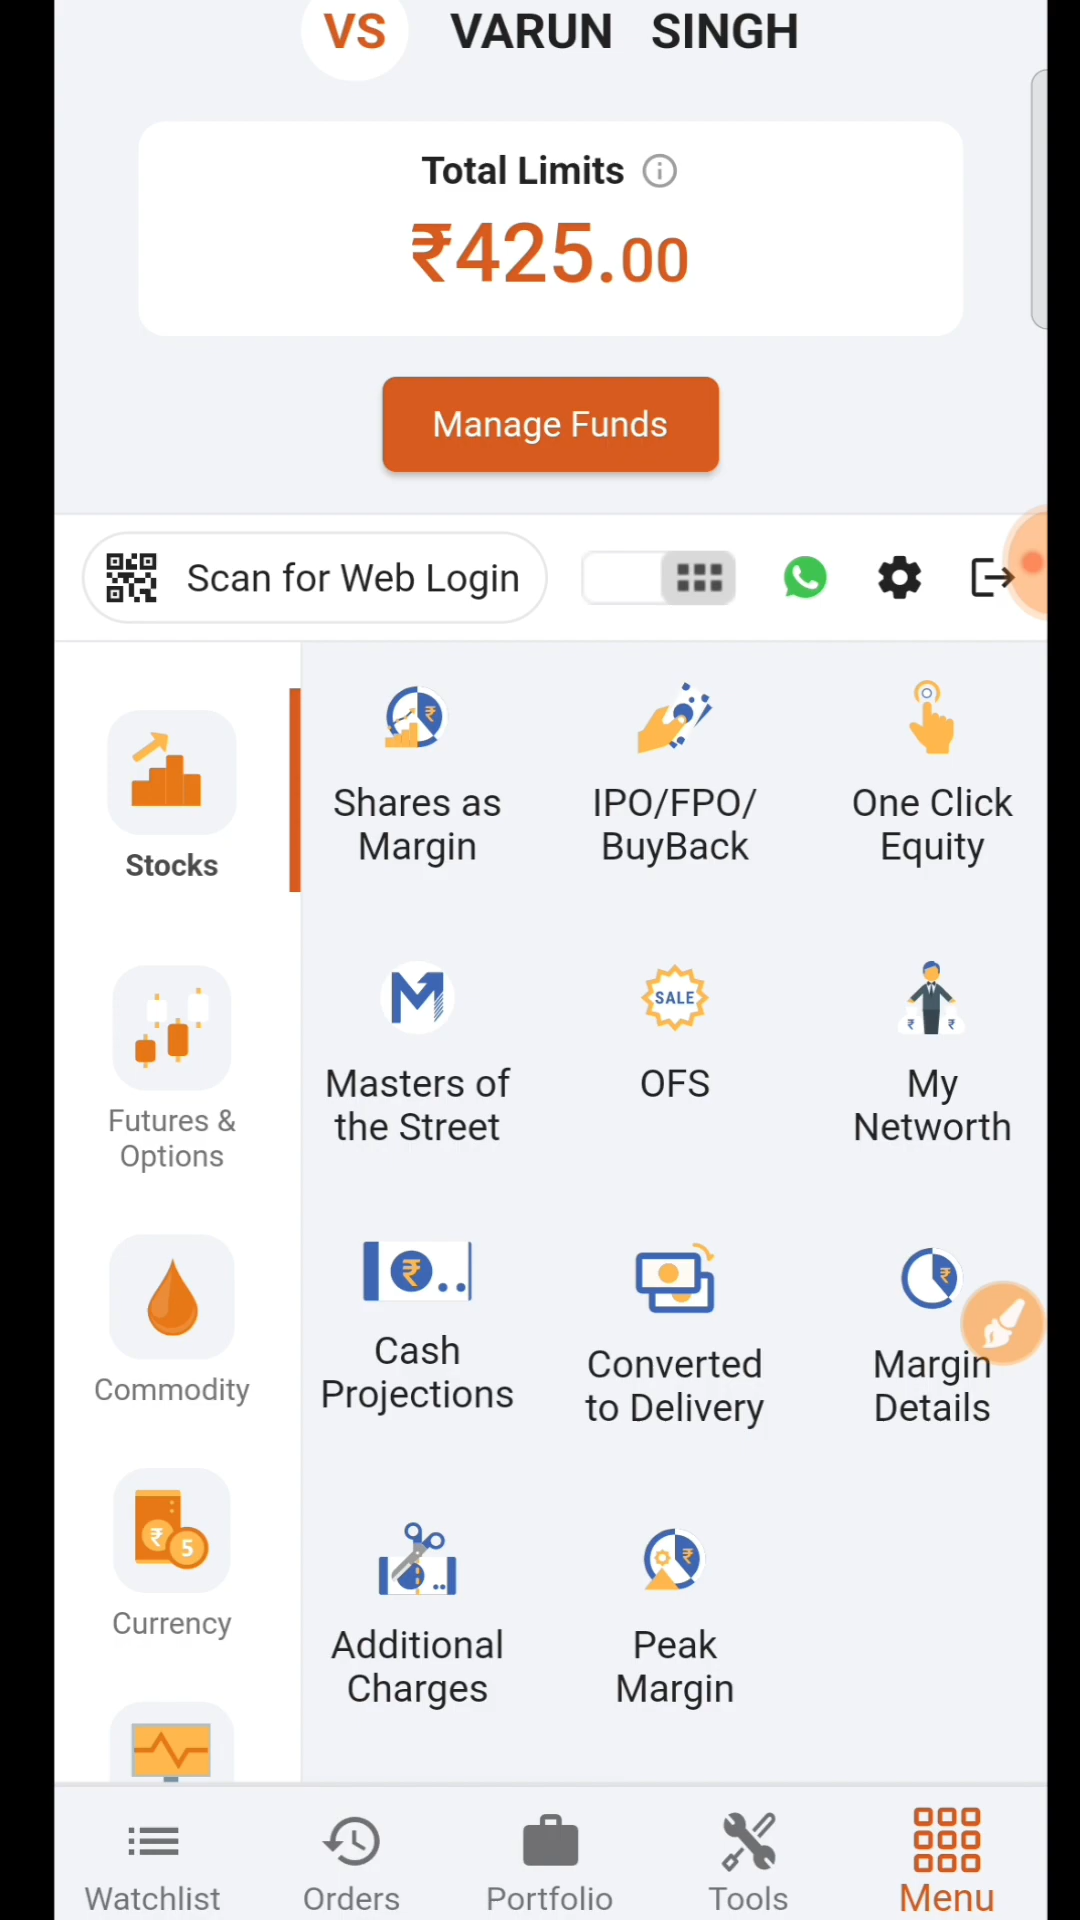 VS VARUN SINGH
Total Limits
₹425.00
Manage Funds
Scan for Web Login
Stocks
Shares as
Margin
IPO/FPO/
BuyBack
One Click
Equity
Futures &
Options
Masters of
the Street
SALE
OFS
My
Networth
Commodity
Cash
Projections
Converted
to Delivery
Margin
Details
₹ 5
Currency
Additional
Charges
Peak
Margin
Watchlist
Orders
Portfolio
Tools
Menu